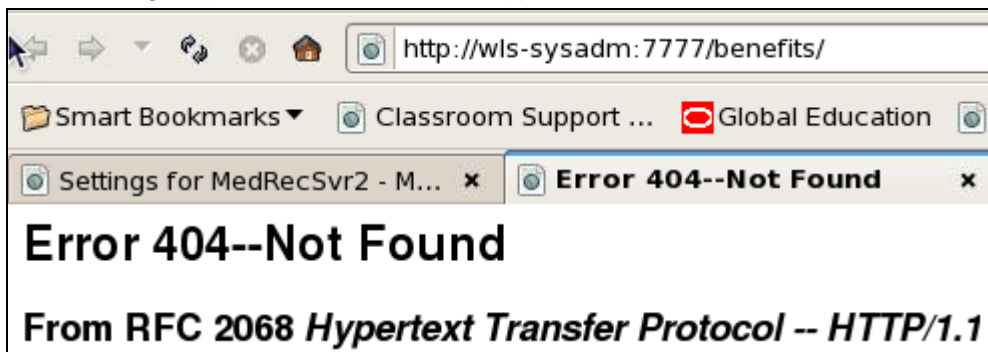 http://wls-sysadm:7777/benefits/
Smart Bookmarks Classroom Support ... Global Education
Settings for MedRecSvr2 - M... Error 404--Not Found
Error 404--Not Found
From RFC 2068 Hypertext Transfer Protocol -- HTTP/1.1